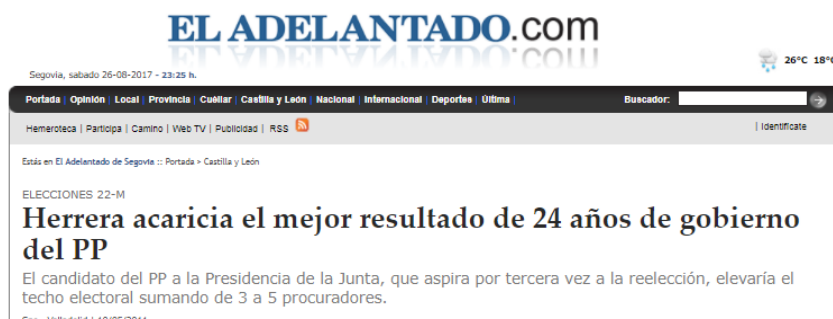 EL ADELANTADO.com
Segovia, sabado 26-08-2017 - 23:25 h.
26°C 18°
Portada | Opinión | Local | Provincia | Cuéllar | Castilla y León | Nacional | Internacional | Deportes | Última |
Buscador:
Hemeroteca | Participa | Camino | Web TV | Publicidad | RSS
| Identifícate
Estás en El Adelantado de Segovia :: Portada > Castilla y León
ELECCIONES 22-M
Herrera acaricia el mejor resultado de 24 años de gobierno
del PP
El candidato del PP a la Presidencia de la Junta, que aspira por tercera vez a la reelección, elevaría el
techo electoral sumando de 3 a 5 procuradores.